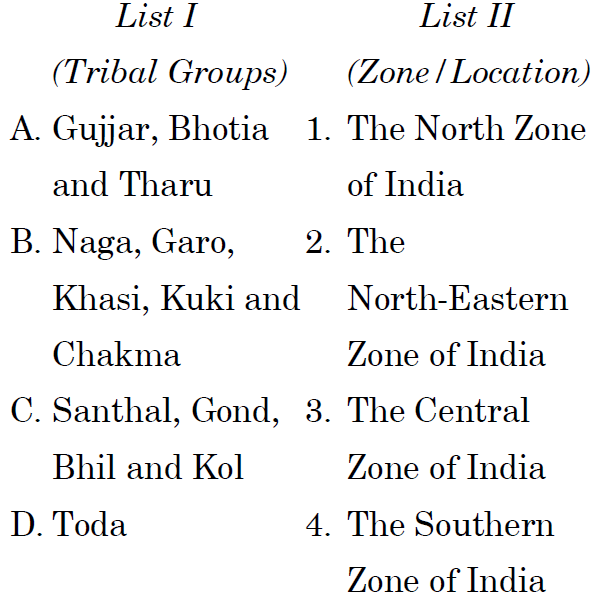 List I List II
(Tribal Groups) (Zone/Location)
A. Gujjar, Bhotia 1. The North Zone
and Tharu of India
B. Naga, Garo, 2. The
Khasi, Kuki and North-Eastern
Chakma Zone of India
C. Santhal, Gond, 3. The Central
Bhil and Kol Zone of India
D. Toda 4. The Southern
Zone of India